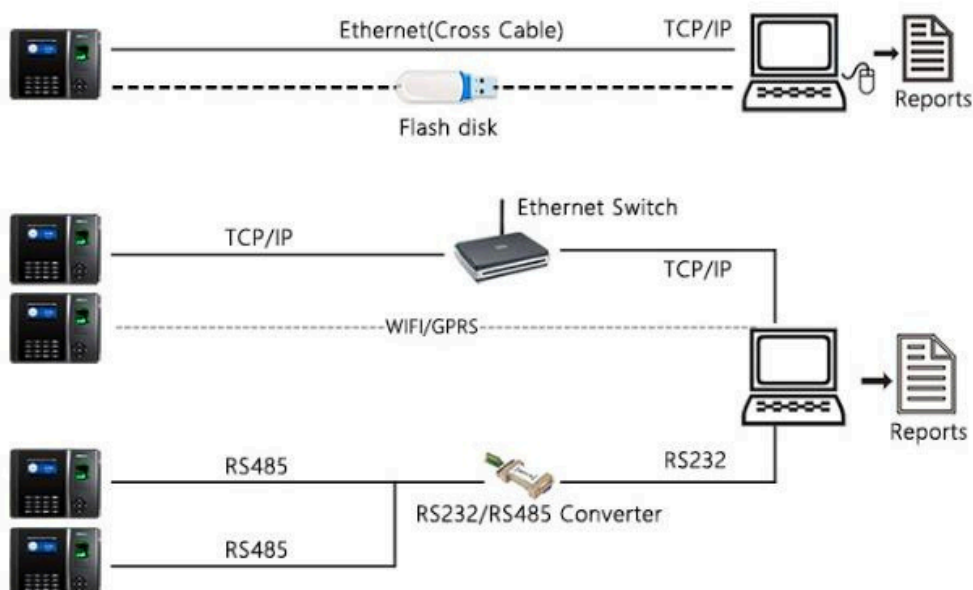 Ethernet(Cross Cable)
TCP/IP
Flash disk
Reports
Ethernet Switch
TCP/IP
TCP/IP
WIFI/GPRS
Reports
RS485
RS232
RS232/RS485 Converter
RS485